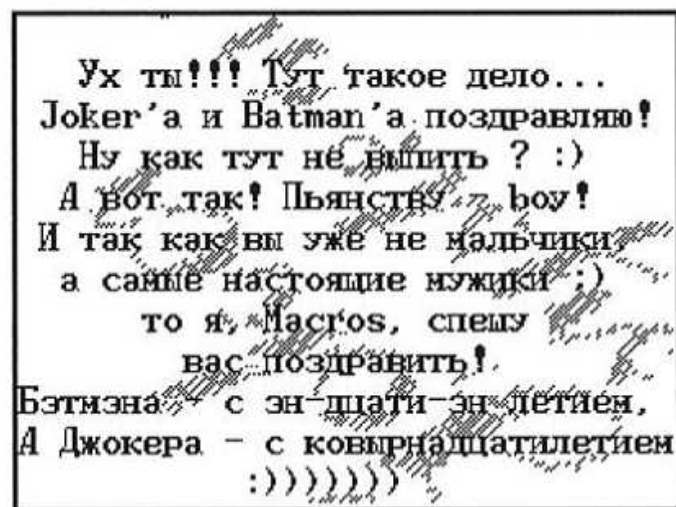 Ух ты!!! Тут такое дело...
Joker'а и Batman'а поздравляю!
Ну как тут не выпить ? :)
А вот так! Пьянству - boy!
И так как вы уже не мальчики,
а самые настоящие мужики ;)
то я, Macros, спешу
вас поздравить!
Бэтмэна - с эн-дцати-эн-летием,
А Джокера - с ковырнадцатилетием
:)))))))